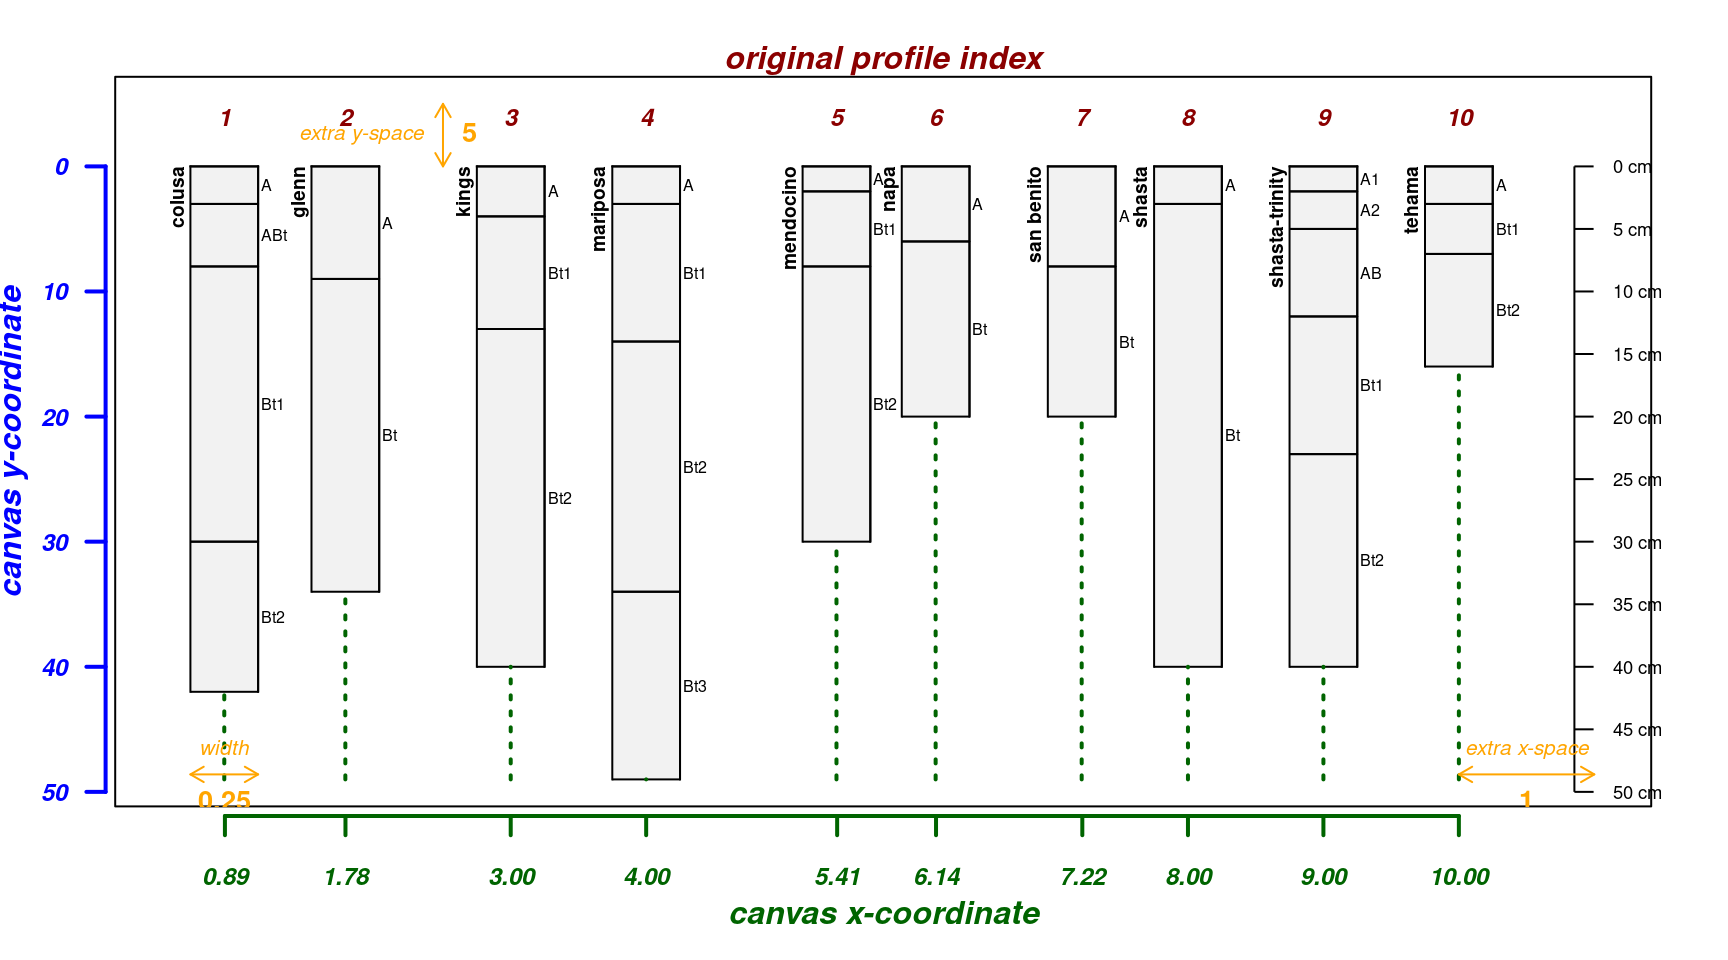 original profile index
1 2 3 4 5 6 7 8 9 10
extra y-space 5
canvas y-coordinate
0
10
20
30
40
50
colusa
A
ABt
Bt1
Bt2
glenn
A
Bt
kings
A
Bt1
Bt2
mariposa
A
Bt1
Bt2
Bt3
mendocino
A
Bt1
Bt2
napa
A
Bt
san benito
A
Bt
shasta
A
Bt
shasta-trinity
A1
A2
AB
Bt1
Bt2
tehama
A
Bt1
Bt2
0 cm
5 cm
10 cm
15 cm
20 cm
25 cm
30 cm
35 cm
40 cm
45 cm
50 cm
width
0.25
extra x-space
1
0.89 1.78 3.00 4.00 5.41 6.14 7.22 8.00 9.00 10.00
canvas x-coordinate